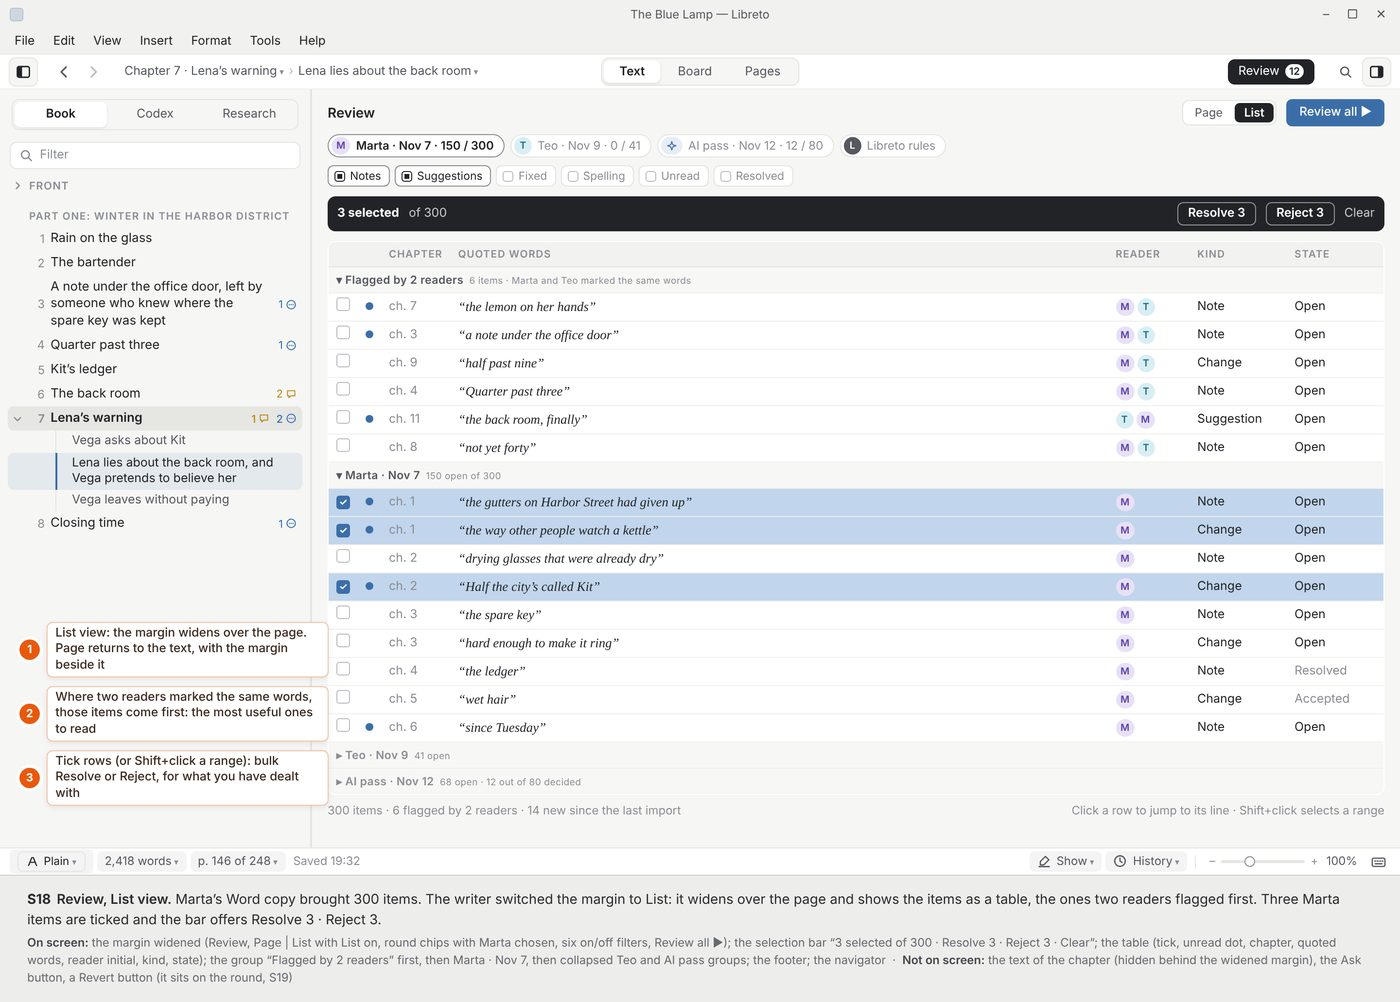 The Blue Lamp — Libreto
File Edit View Insert Format Tools Help
Chapter 7 · Lena's warning ▾ › Lena lies about the back room ▾
Text Board Pages
Review 12
Book Codex Research
Filter
FRONT
PART ONE: WINTER IN THE HARBOR DISTRICT
1 Rain on the glass
2 The bartender
A note under the office door, left by
3 someone who knew where the 1
spare key was kept
4 Quarter past three 1
5 Kit's ledger
6 The back room 2
7 Lena's warning 1 2
Vega asks about Kit
Lena lies about the back room, and
Vega pretends to believe her
Vega leaves without paying
8 Closing time 1
1 List view: the margin widens over the page.
Page returns to the text, with the margin
beside it
2 Where two readers marked the same words,
those items come first: the most useful ones
to read
3 Tick rows (or Shift+click a range): bulk
Resolve or Reject, for what you have dealt
with
Review
Page List Review all ▶
M Marta · Nov 7 · 150 / 300 T Teo · Nov 9 · 0 / 41 AI pass · Nov 12 · 12 / 80 L Libreto rules
Notes Suggestions Fixed Spelling Unread Resolved
3 selected of 300 Resolve 3 Reject 3 Clear
CHAPTER QUOTED WORDS READER KIND STATE
▾ Flagged by 2 readers 6 items · Marta and Teo marked the same words
ch. 7 “the lemon on her hands” M T Note Open
ch. 3 “a note under the office door” M T Note Open
ch. 9 “half past nine” M T Change Open
ch. 4 “Quarter past three” M T Note Open
ch. 11 “the back room, finally” T M Suggestion Open
ch. 8 “not yet forty” M T Note Open
▾ Marta · Nov 7 150 open of 300
ch. 1 “the gutters on Harbor Street had given up” M Note Open
ch. 1 “the way other people watch a kettle” M Change Open
ch. 2 “drying glasses that were already dry” M Note Open
ch. 2 “Half the city’s called Kit” M Change Open
ch. 3 “the spare key” M Note Open
ch. 3 “hard enough to make it ring” M Change Open
ch. 4 “the ledger” M Note Resolved
ch. 5 “wet hair” M Change Accepted
ch. 6 “since Tuesday” M Note Open
▸ Teo · Nov 9 41 open
▸ AI pass · Nov 12 68 open · 12 out of 80 decided
300 items · 6 flagged by 2 readers · 14 new since the last import Click a row to jump to its line · Shift+click selects a range
A Plain ▾ 2,418 words ▾ p. 146 of 248 ▾ Saved 19:32 Show ▾ History ▾ − + 100%
S18 Review, List view. Marta’s Word copy brought 300 items. The writer switched the margin to List: it widens over the page and shows the items as a table, the ones two readers flagged first. Three Marta
items are ticked and the bar offers Resolve 3 · Reject 3.
On screen: the margin widened (Review, Page | List with List on, round chips with Marta chosen, six on/off filters, Review all ▶); the selection bar “3 selected of 300 · Resolve 3 · Reject 3 · Clear”; the table (tick, unread dot, chapter, quoted
words, reader initial, kind, state); the group “Flagged by 2 readers” first, then Marta · Nov 7, then collapsed Teo and AI pass groups; the footer; the navigator · Not on screen: the text of the chapter (hidden behind the widened margin), the Ask
button, a Revert button (it sits on the round, S19)